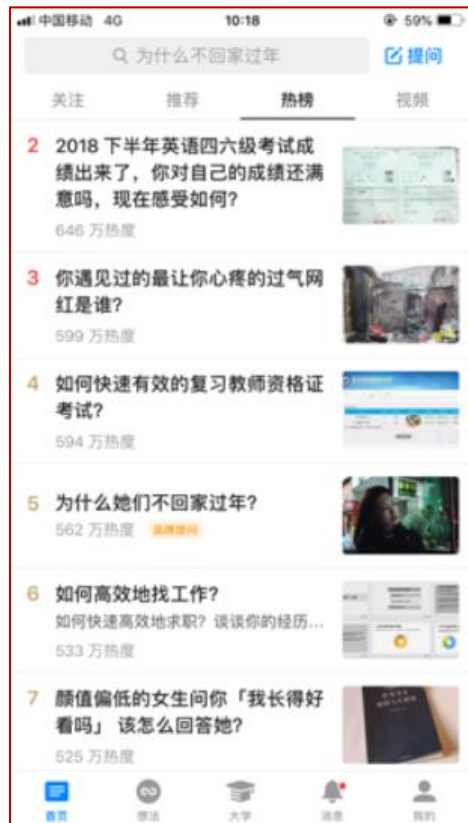 中国移动 4G 10:18 59%
为什么不回家过年 提问
关注 推荐 热榜 视频
2 2018 下半年英语四六级考试成
绩出来了，你对自己的成绩还满
意吗，现在感受如何？
646 万热度
3 你遇见过的最让你心疼的过气网
红是谁？
599 万热度
4 如何快速有效的复习教师资格证
考试？
594 万热度
5 为什么她们不回家过年？
562 万热度 品牌提问
6 如何高效地找工作？
如何快速高效地求职？谈谈你的经历...
533 万热度
7 颜值偏低的女生问你「我长得好
看吗」 该怎么回答她？
525 万热度
首页 想法 大学 消息 我的